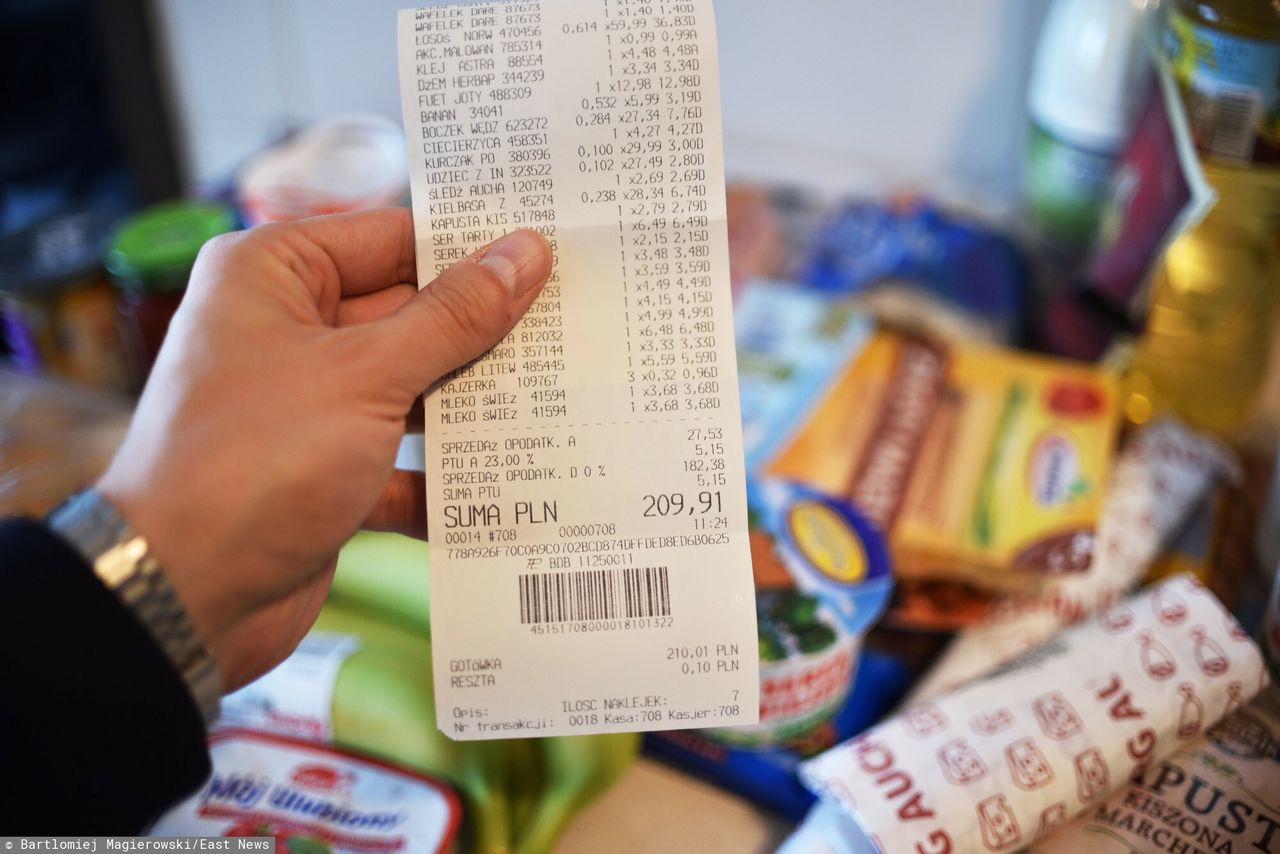 WAFELEK DARE 87673 1 x1,40 1,40D
ŁOSOŚ NORW 470456 0,614 x59,99 36,83D
AKC.MALOWAN 785314 1 x0,99 0,99A
KLEJ ASTRA 88554 1 x4,48 4,48A
DŻEM HERBAP 344239 1 x3,34 3,34D
FUET JOTY 488309 1 x12,98 12,98D
BANAN 34041 0,532 x5,99 3,19D
BOCZEK WĘDZ 623272 0,284 x27,34 7,76D
CIECIERZYCA 458351 1 x4,27 4,27D
KURCZAK PO 380396 0,100 x29,99 3,00D
UDZIEC Z IN 323522 0,102 x27,49 2,80D
ŚLEDŹ AUCHA 120749 1 x2,69 2,69D
KIEŁBASA Z 45274 0,238 x28,34 6,74D
KAPUSTA KIS 517848 1 x2,79 2,79D
SER TARTY 1 x6,49 6,49D
SEREK 1 x2,15 2,15D
1 x3,48 3,48D
1 x3,59 3,59D
1 x4,49 4,49D
1 x4,15 4,15D
338423 1 x4,99 4,99D
812032 1 x6,48 6,48D
357144 1 x3,33 3,33D
CHLEB LITEW 485445 1 x5,59 5,59D
KAJZERKA 109767 3 x0,32 0,96D
MLEKO ŚWIEŻ 41594 1 x3,68 3,68D
MLEKO ŚWIEŻ 41594 1 x3,68 3,68D
SPRZEDAŻ OPODATK. A 27,53
PTU A 23,00 % 5,15
SPRZEDAŻ OPODATK. D 0 % 182,38
SUMA PTU 5,15
SUMA PLN 209,91
00014 #708 00000708 11:24
778A926F70C0A9C0702BCD874DFFDED8ED6B0625
BDB 11250011
45151708000018101322
GOTÓWKA 210,01 PLN
RESZTA 0,10 PLN
ILOSC NAKLEJEK: 7
Opis:
Nr transakcji: 0018 Kasa:708 Kasjer:708
G AUCH
G AL
KISZONA
MARCHE
© Bartlomiej Magierowski/East News